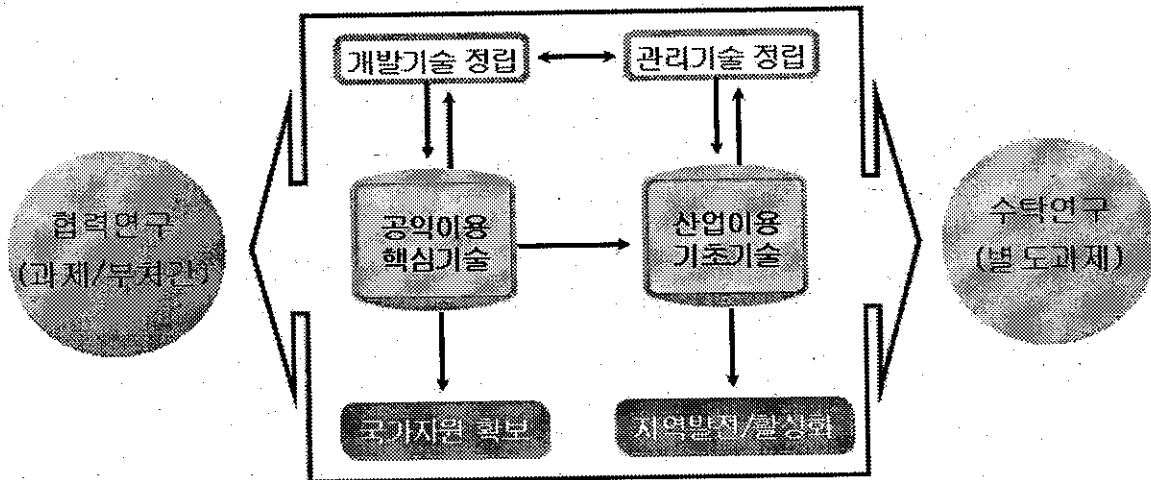 개발기술 정립
관리기술 정립
협력연구
(과제/부처간)
공익이용
핵심기술
산업이용
기초기술
수탁연구
(별도과제)
국가자원 확보
지역발전/활성화